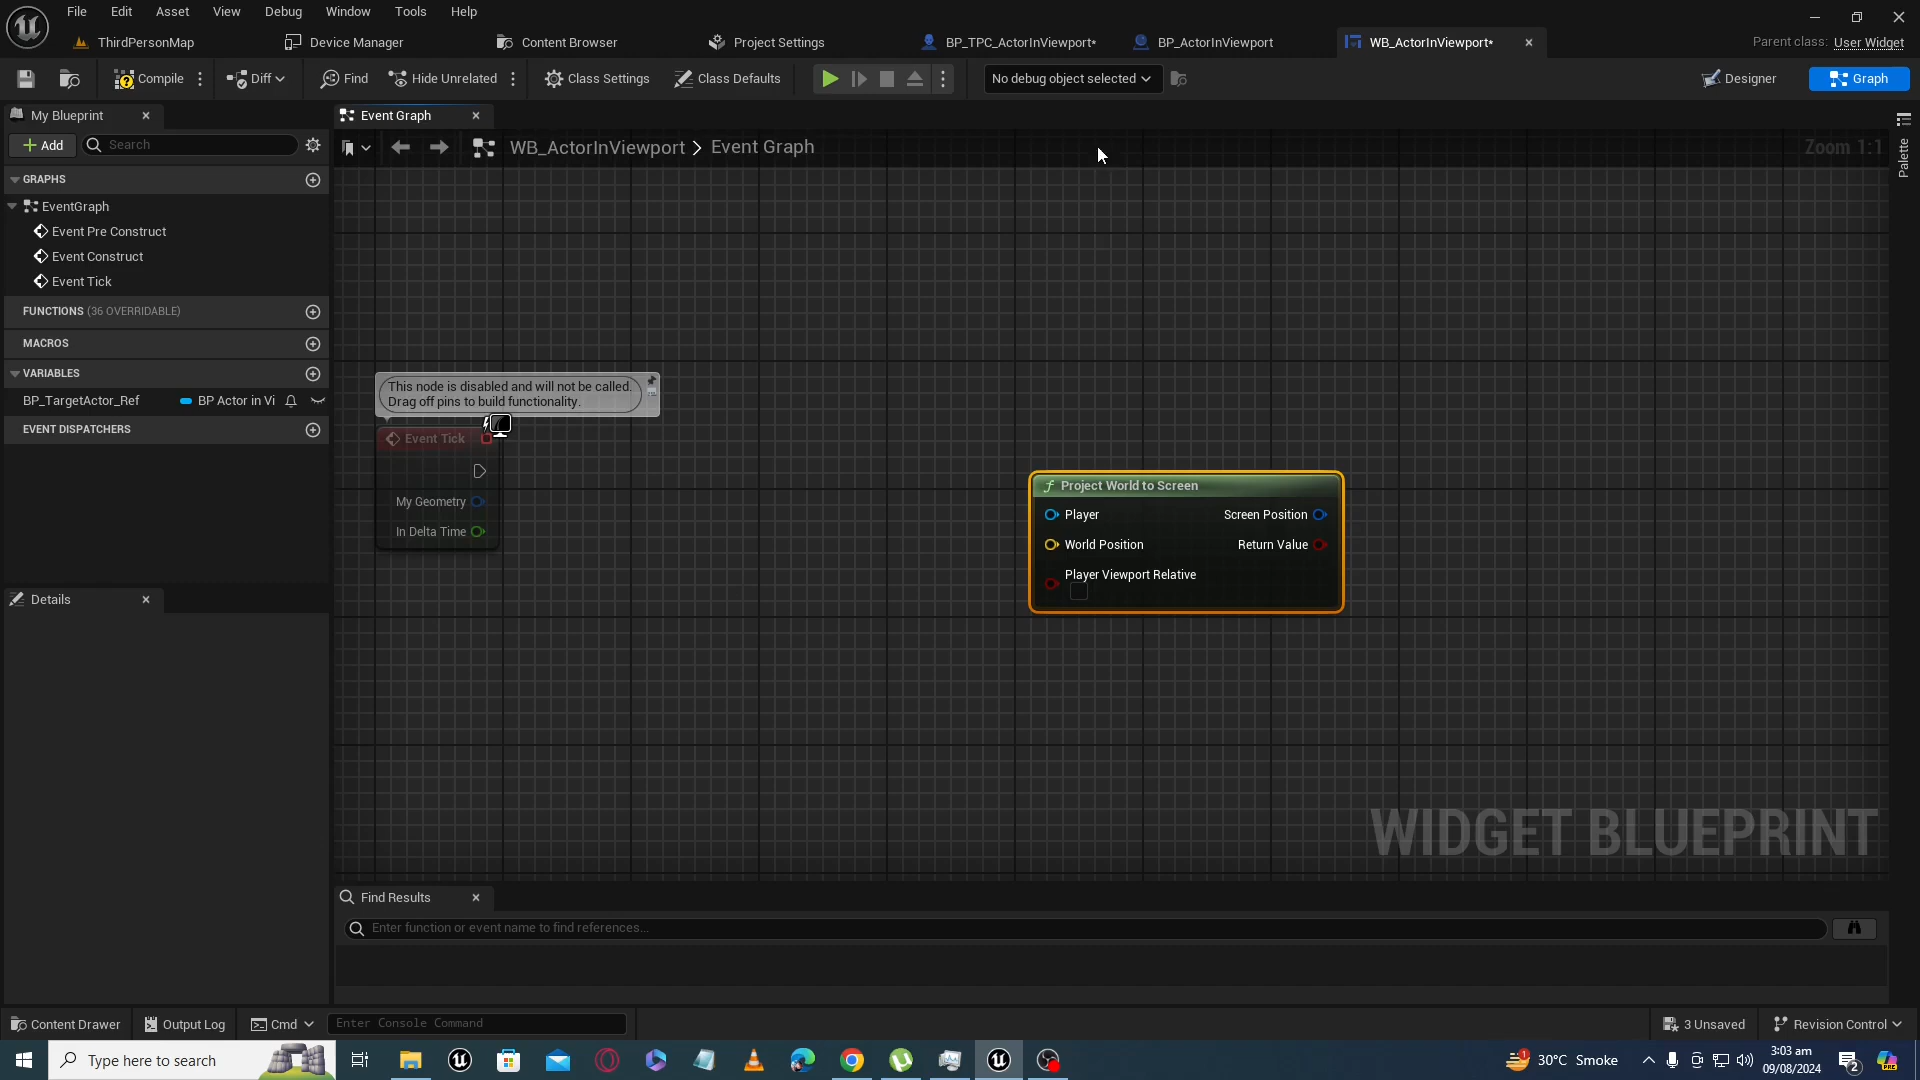 File Edit Asset View Debug Window Tools Help
ThirdPersonMap Device Manager Content Browser Project Settings BP_TPC_ActorInViewport* BP_ActorInViewport WB_ActorInViewport* Parent class: User Widget
Compile Diff Find Hide Unrelated Class Settings Class Defaults No debug object selected Designer Graph
My Blueprint Event Graph
Add Search WB_ActorInViewport > Event Graph Zoom 1:1
Palette
GRAPHS
EventGraph
Event Pre Construct
Event Construct
Event Tick
FUNCTIONS (36 OVERRIDABLE)
MACROS
VARIABLES
BP_TargetActor_Ref BP Actor in Vi
EVENT DISPATCHERS
This node is disabled and will not be called.
Drag off pins to build functionality.
Event Tick
My Geometry
In Delta Time
Project World to Screen
Player Screen Position
World Position Return Value
Player Viewport Relative
Details
WIDGET BLUEPRINT
Find Results
Enter function or event name to find references...
Content Drawer Output Log Cmd Enter Console Command 3 Unsaved Revision Control
Type here to search 1 30°C Smoke 3:03 am
09/08/2024 2
PRE